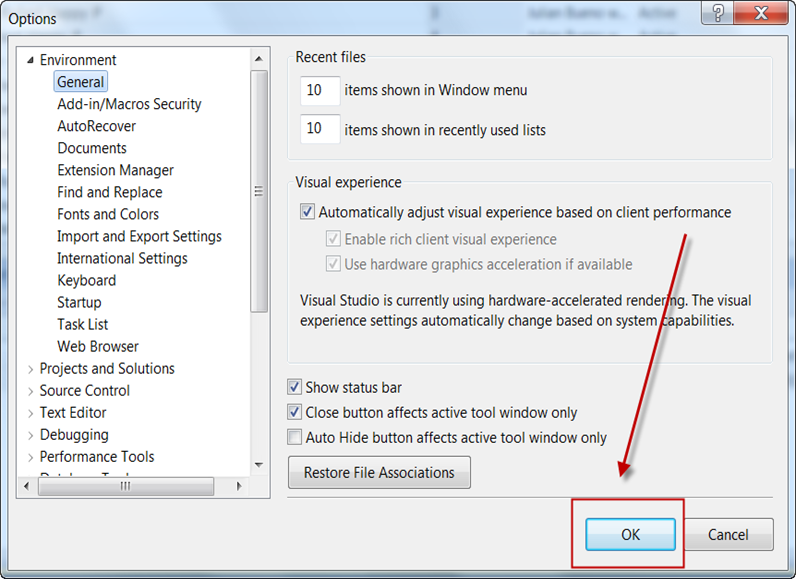 Options
Environment
General
Add-in/Macros Security
AutoRecover
Documents
Extension Manager
Find and Replace
Fonts and Colors
Import and Export Settings
International Settings
Keyboard
Startup
Task List
Web Browser
Projects and Solutions
Source Control
Text Editor
Debugging
Performance Tools
Recent files
10 items shown in Window menu
10 items shown in recently used lists
Visual experience
Automatically adjust visual experience based on client performance
Enable rich client visual experience
Use hardware graphics acceleration if available
Visual Studio is currently using hardware-accelerated rendering. The visual
experience settings automatically change based on system capabilities.
Show status bar
Close button affects active tool window only
Auto Hide button affects active tool window only
Restore File Associations
OK
Cancel